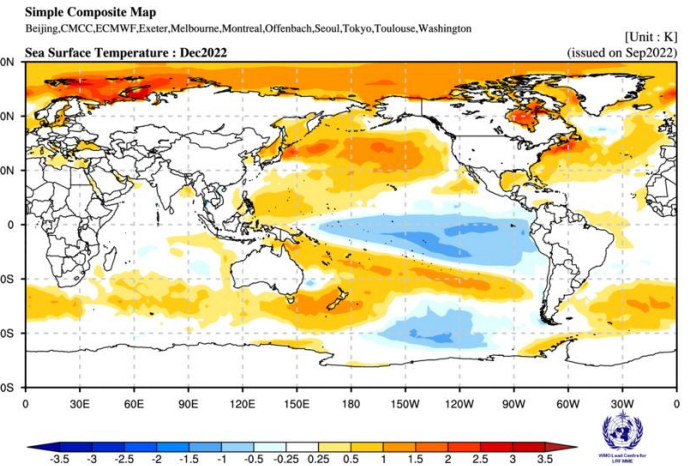 Simple Composite Map
Beijing,CMCC,ECMWF,Exeter,Melbourne,Montreal,Offenbach,Seoul,Tokyo,Toulouse,Washington
[Unit : K]
Sea Surface Temperature : Dec2022
(issued on Sep2022)
0N
0N
0N
0
0S
0S
0S
0 30E 60E 90E 120E 150E 180 150W 120W 90W 60W 30W 0
-3.5 -3 -2.5 -2 -1.5 -1 -0.5 -0.25 0.25 0.5 1 1.5 2 2.5 3 3.5
WMO Lead Centre for
LRF MME